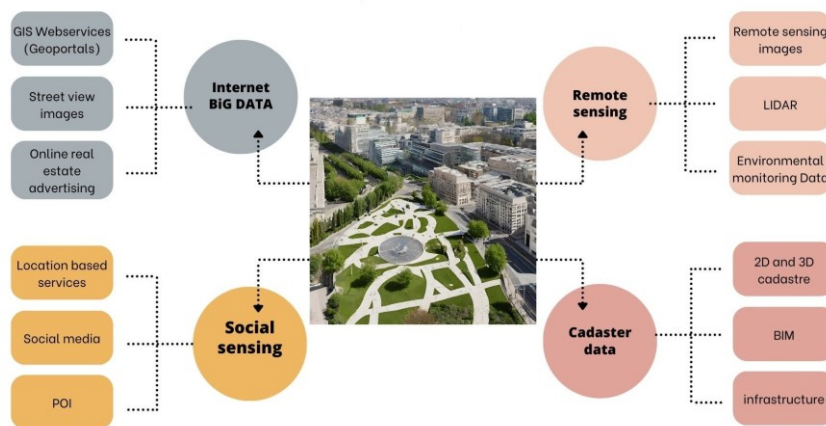 GIS Webservices
(Geoportals)
Street view
images
Online real
estate
advertising
Internet
BiG DATA
Remote
sensing
Remote sensing
images
LIDAR
Environmental
monitoring Data
Location based
services
Social media
POI
Social
sensing
Cadaster
data
2D and 3D
cadastre
BIM
infrastructure